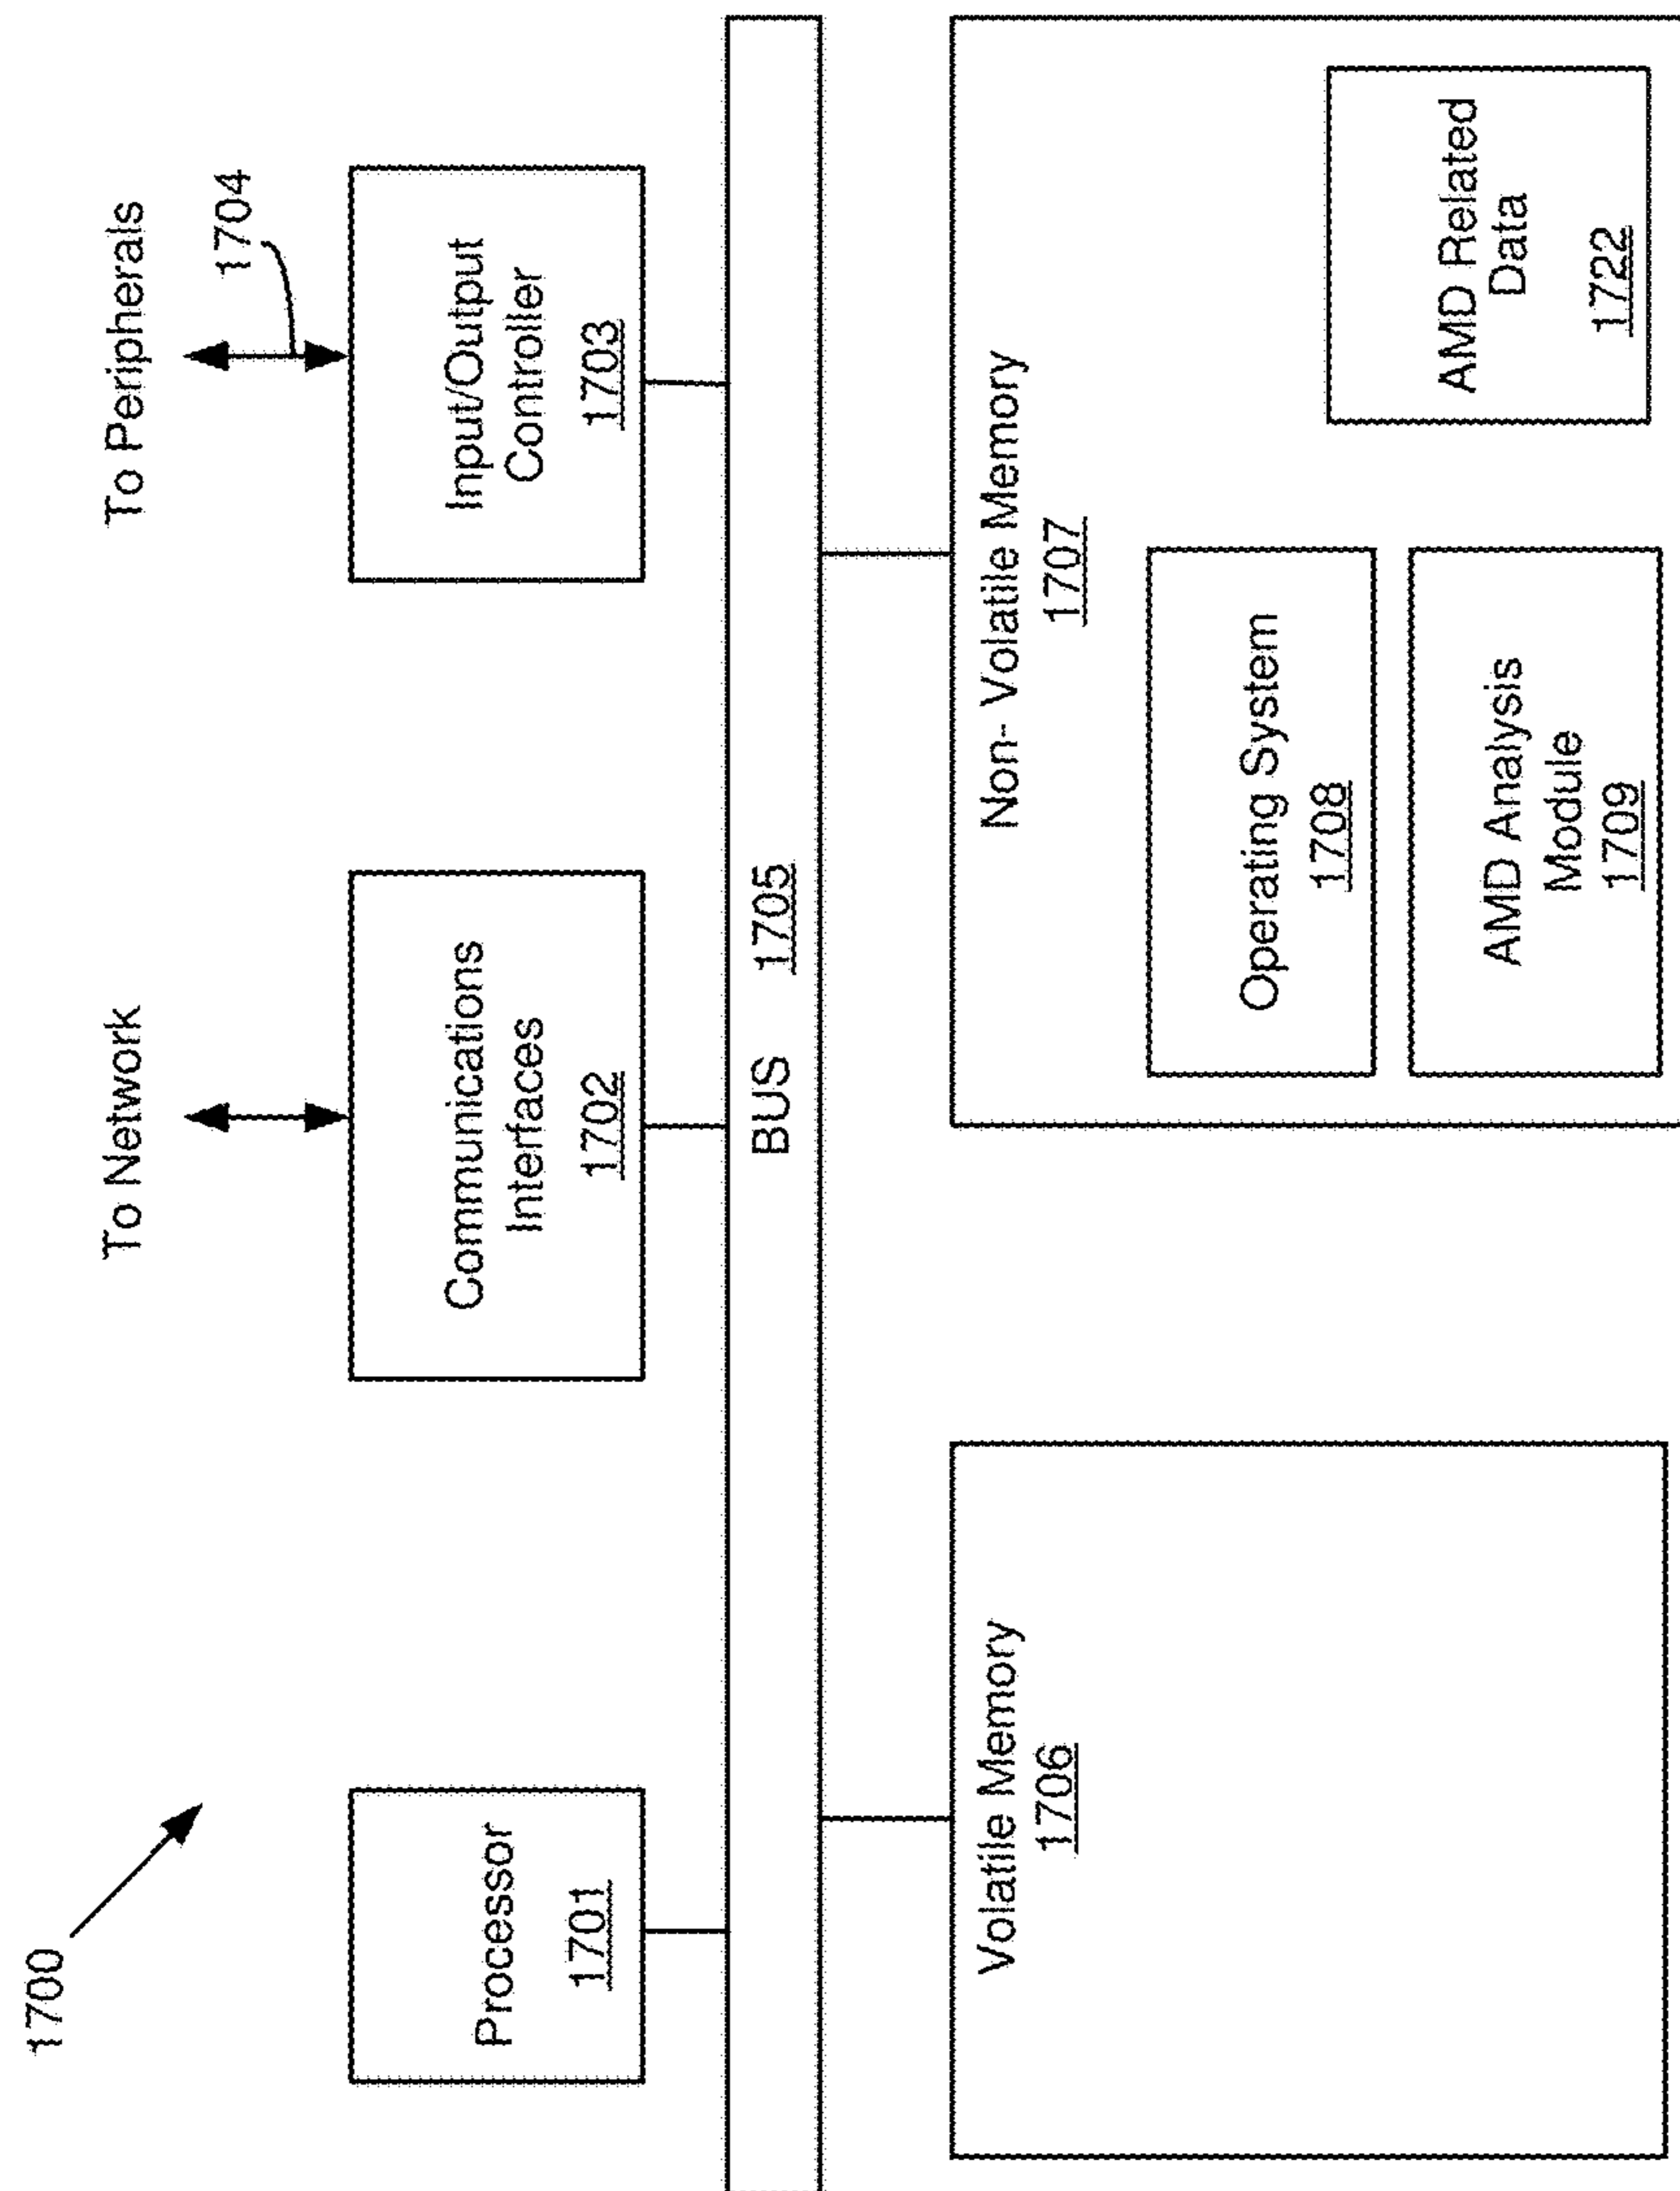 1700
To Network
To Peripherals
1704
Processor
1701
Communications
Interfaces
1702
Input/Output
Controller
1703
BUS 1705
Volatile Memory
1706
Non- Volatile Memory
1707
Operating System
1708
AMD Analysis
Module
1709
AMD Related
Data
1722